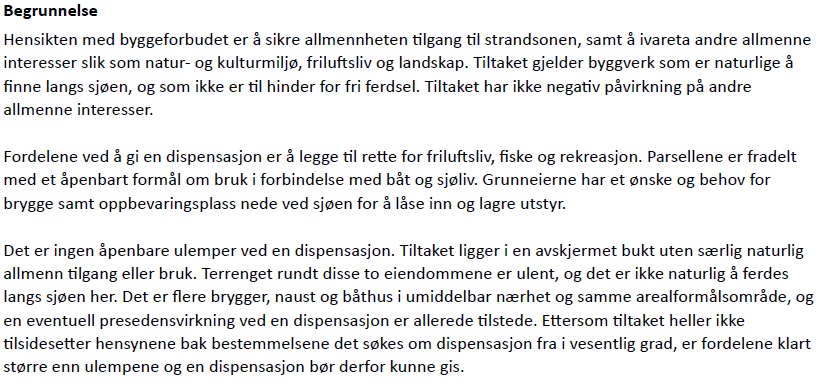 Begrunnelse
Hensikten med byggeforbudet er å sikre allmennheten tilgang til strandsonen, samt å ivareta andre allmenne
interesser slik som natur- og kulturmiljø, friluftsliv og landskap. Tiltaket gjelder byggverk som er naturlige å
finne langs sjøen, og som ikke er til hinder for fri ferdsel. Tiltaket har ikke negativ påvirkning på andre
allmenne interesser.
Fordelene ved å gi en dispensasjon er å legge til rette for friluftsliv, fiske og rekreasjon. Parsellene er fradelt
med et åpenbart formål om bruk i forbindelse med båt og sjøliv. Grunneierne har et ønske og behov for
brygge samt oppbevaringsplass nede ved sjøen for å låse inn og lagre utstyr.
Det er ingen åpenbare ulemper ved en dispensasjon. Tiltaket ligger i en avskjermet bukt uten særlig naturlig
allmenn tilgang eller bruk. Terrenget rundt disse to eiendommene er ulent, og det er ikke naturlig å ferdes
langs sjøen her. Det er flere brygger, naust og båthus i umiddelbar nærhet og samme arealformålsområde, og
en eventuell presedensvirkning ved en dispensasjon er allerede tilstede. Ettersom tiltaket heller ikke
tilsidesetter hensynene bak bestemmelsene det søkes om dispensasjon fra i vesentlig grad, er fordelene klart
større enn ulempene og en dispensasjon bør derfor kunne gis.